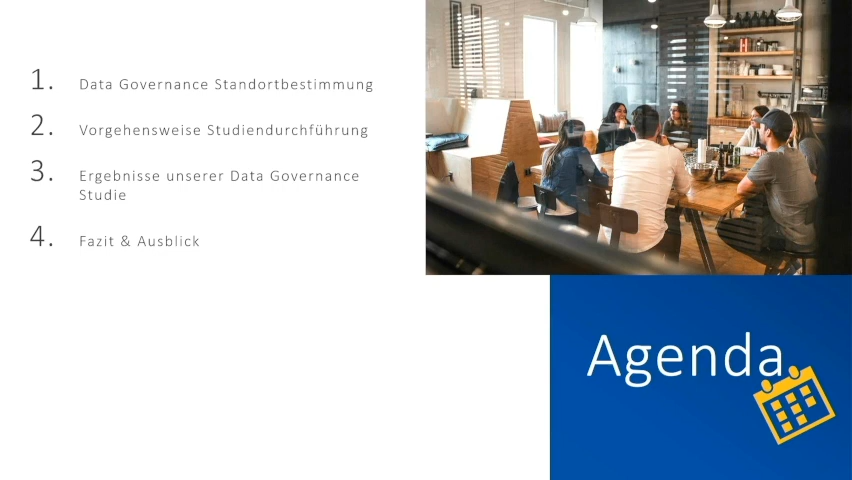 1. Data Governance Standortbestimmung
2. Vorgehensweise Studiendurchführung
3. Ergebnisse unserer Data Governance
Studie
4. Fazit & Ausblick
Agenda